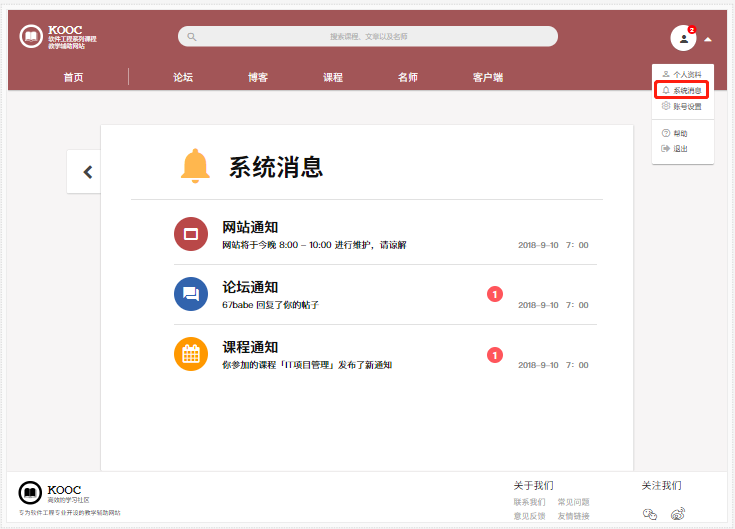 KOOC
软件工程系列课程
教学辅助网站
搜索课程、文章以及名师
2
首页
论坛
博客
课程
名师
客户端
个人资料
系统消息
账号设置
帮助
退出
系统消息
网站通知
网站将于今晚 8:00 – 10:00 进行维护，请谅解
2018-9-10 7：00
论坛通知
67babe 回复了你的帖子
1
2018-9-10 7：00
课程通知
你参加的课程「IT项目管理」发布了新通知
1
2018-9-10 7：00
KOOC
高效的学习社区
专为软件工程专业开设的教学辅助网站
关于我们
联系我们 常见问题
意见反馈 友情链接
关注我们